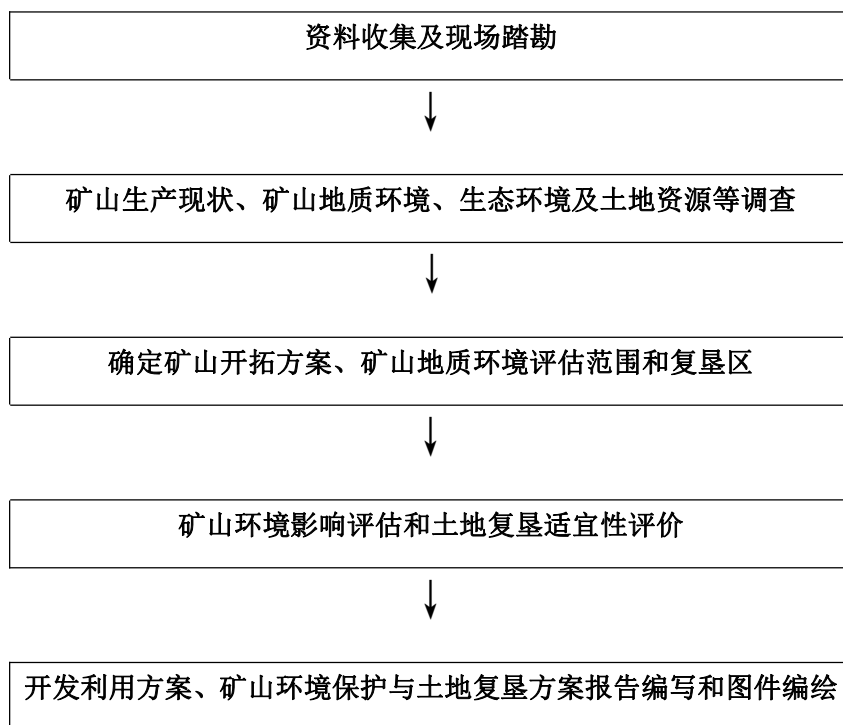 资料收集及现场踏勘
矿山生产现状、矿山地质环境、生态环境及土地资源等调查
确定矿山开拓方案、矿山地质环境评估范围和复垦区
矿山环境影响评估和土地复垦适宜性评价
开发利用方案、矿山环境保护与土地复垦方案报告编写和图件编绘